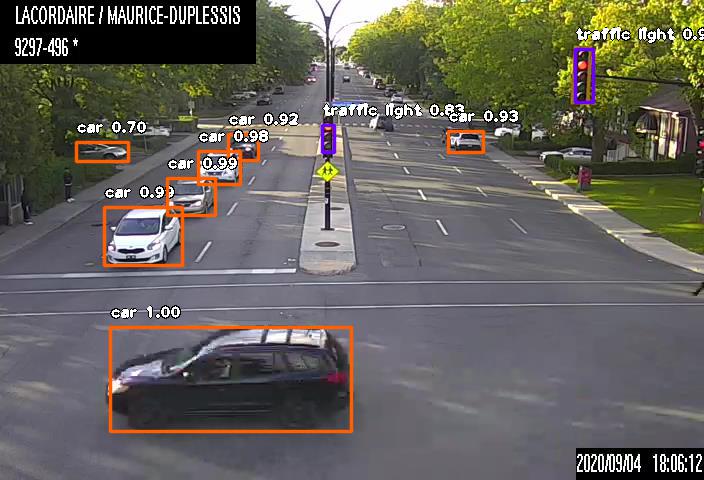 LACORDAIRE / MAURICE-DUPLESSIS
9297-496 *
traffic light 0.9
traffic light 0.83
car 0.92
car 0.93
car 0.70
car 0.98
car 0.99
car 0.99
car 1.00
2020/09/04 18:06:12